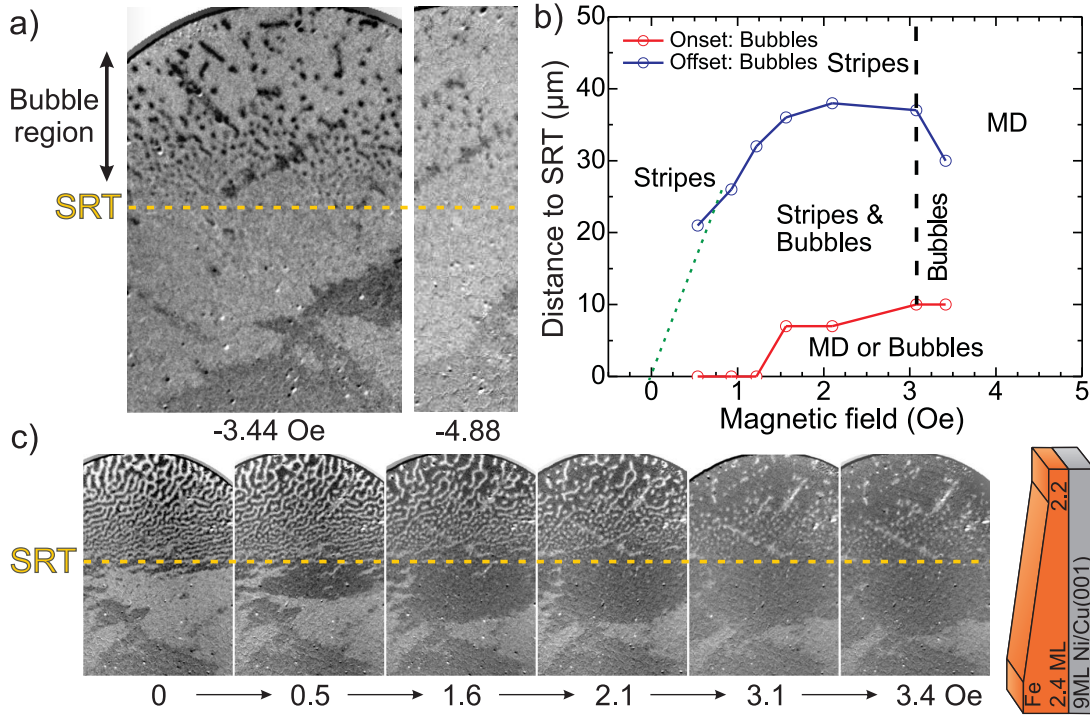 a)
Bubble
region
SRT
-3.44 Oe
-4.88
b)
50
40
30
20
10
0
Distance to SRT (µm)
Onset: Bubbles
Offset: Bubbles
Stripes
MD
Stripes
Stripes &
Bubbles
Bubbles
MD or Bubbles
0 1 2 3 4 5
Magnetic field (Oe)
c)
SRT
0 0.5 1.6 2.1 3.1 3.4 Oe
2.2
Fe
2.4 ML
9ML Ni/Cu(001)